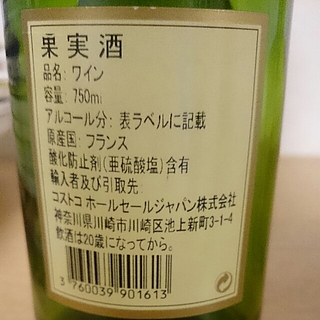 果実酒
品名: ワイン
容量: 750ml
アルコール分: 表ラベルに記載
原産国: フランス
酸化防止剤(亜硫酸塩)含有
輸入者及び引取先:
コストコ ホールセールジャパン株式会社
神奈川県川崎市川崎区池上新町3-1-4
飲酒は20歳になってから。
3 760039 901613